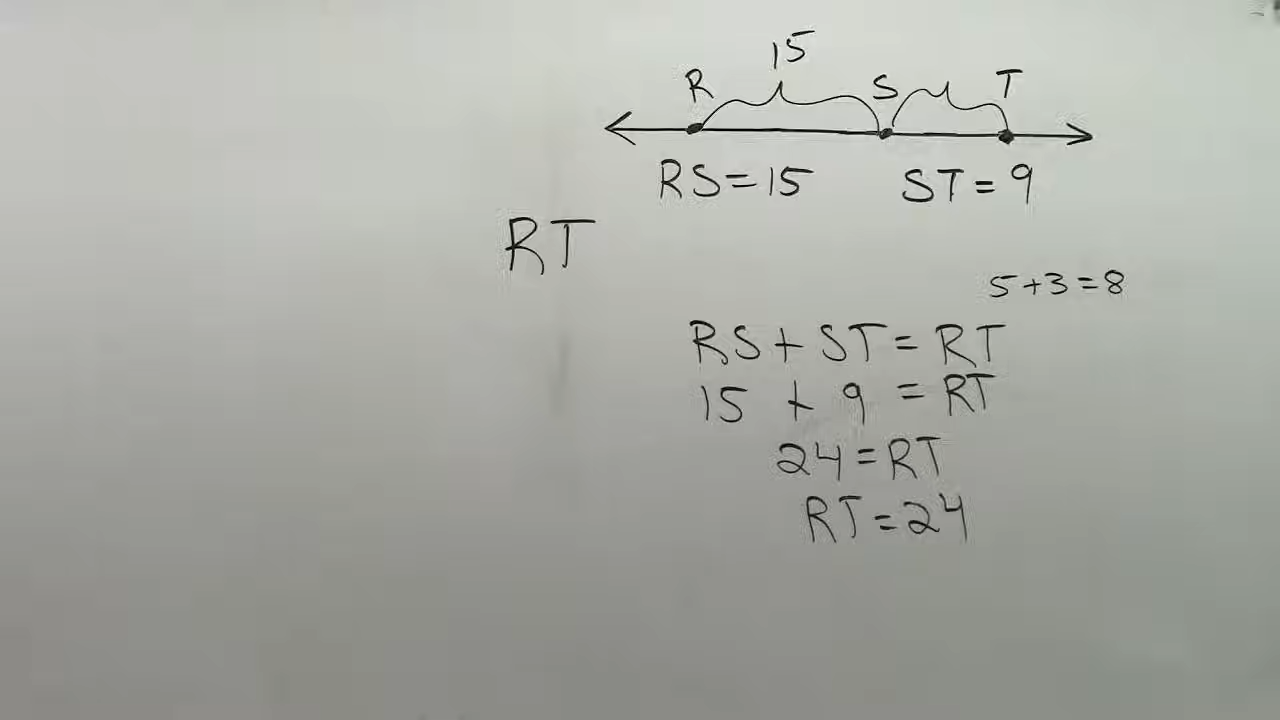 15
R S T
RS=15 ST=9
RT
5+3=8
RS+ST=RT
15+9=RT
24=RT
RT=24